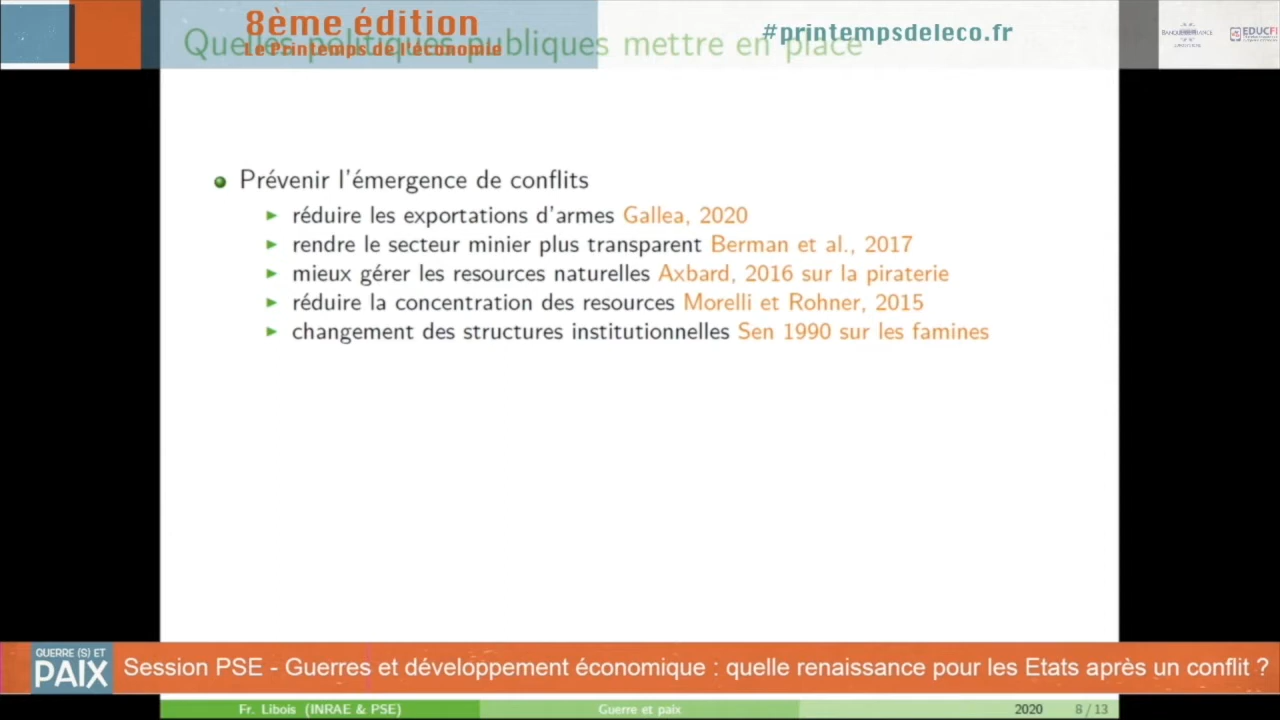 8ème édition
Le Printemps de l'économie
#printempsdeleco.fr
EDUCFI
Quelles politiques publiques mettre en place
Prévenir l'émergence de conflits
réduire les exportations d'armes Gallea, 2020
rendre le secteur minier plus transparent Berman et al., 2017
mieux gérer les resources naturelles Axbard, 2016 sur la piraterie
réduire la concentration des resources Morelli et Rohner, 2015
changement des structures institutionnelles Sen 1990 sur les famines
GUERRE (S) ET
PAIX
Session PSE - Guerres et développement économique : quelle renaissance pour les Etats après un conflit ?
Fr. Libois (INRAE & PSE) Guerre et paix 2020 8 / 13